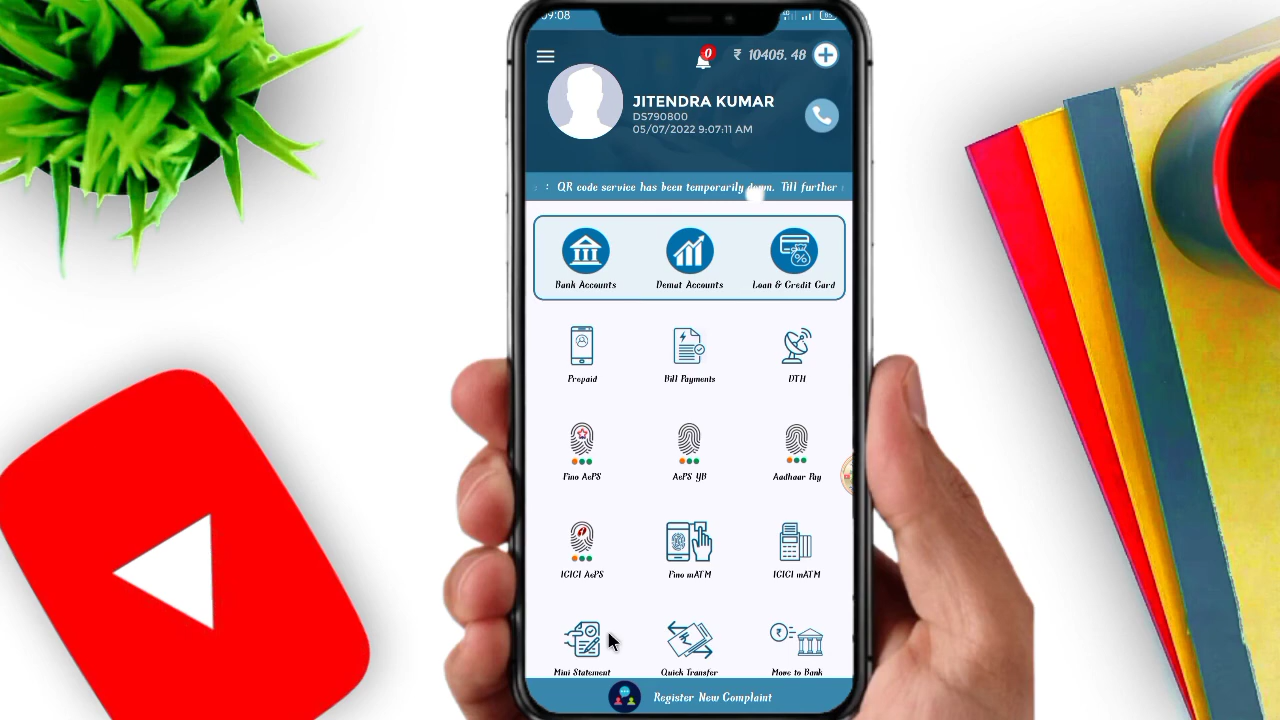 09:08
0
₹ 10405.48
JITENDRA KUMAR
DS790800
05/07/2022 9:07:11 AM
: QR code service has been temporarily down. Till further
Bank Accounts Demat Accounts Loan & Credit Card
Prepaid Bill Payments DTH
Fino AePS AePS YB Aadhaar Pay
ICICI AePS Fino mATM ICICI mATM
Mini Statement Quick Transfer Move to Bank
Register New Complaint